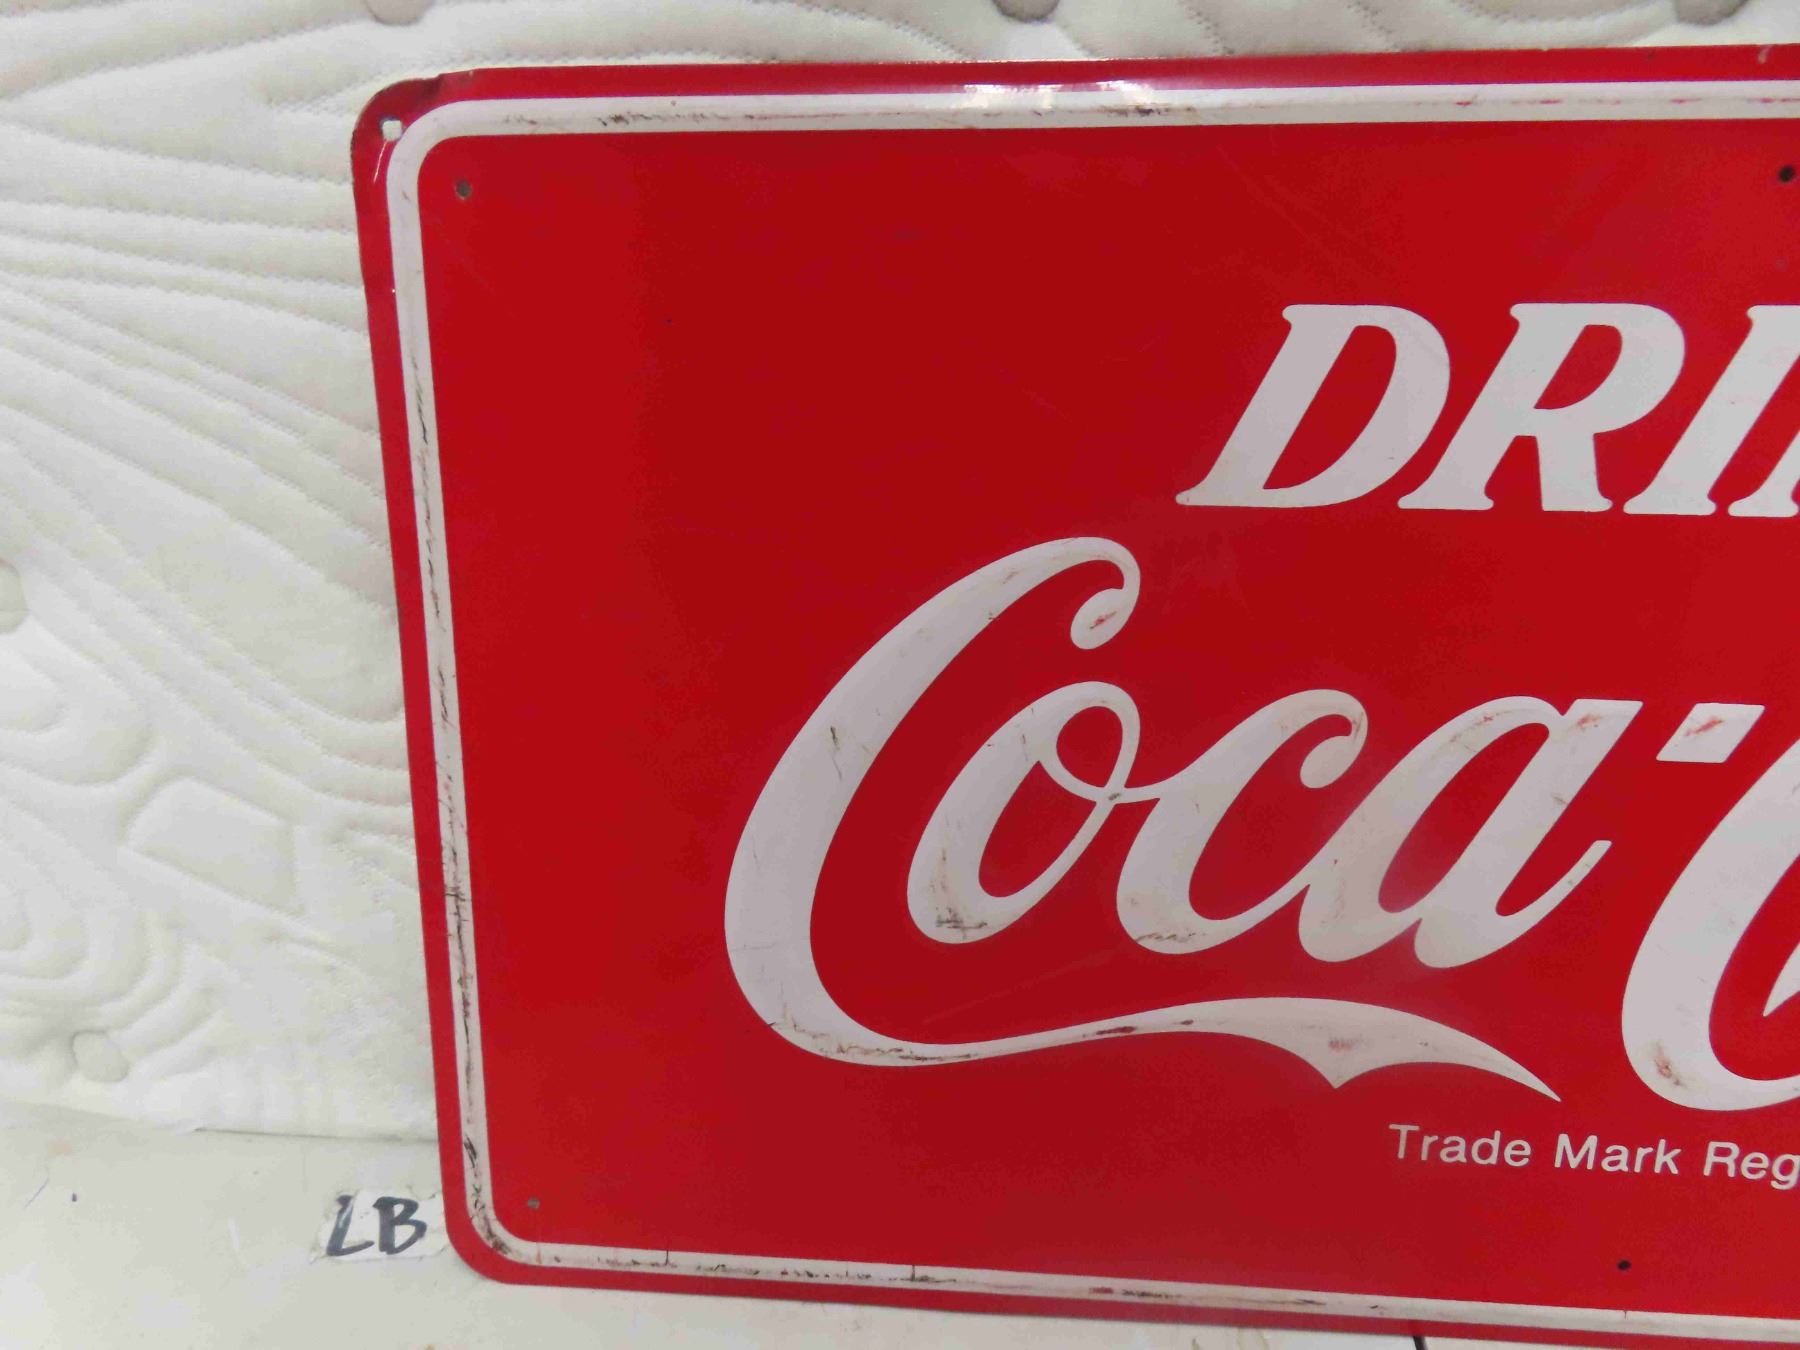 DRI
Coca-C
Trade Mark Reg
LB